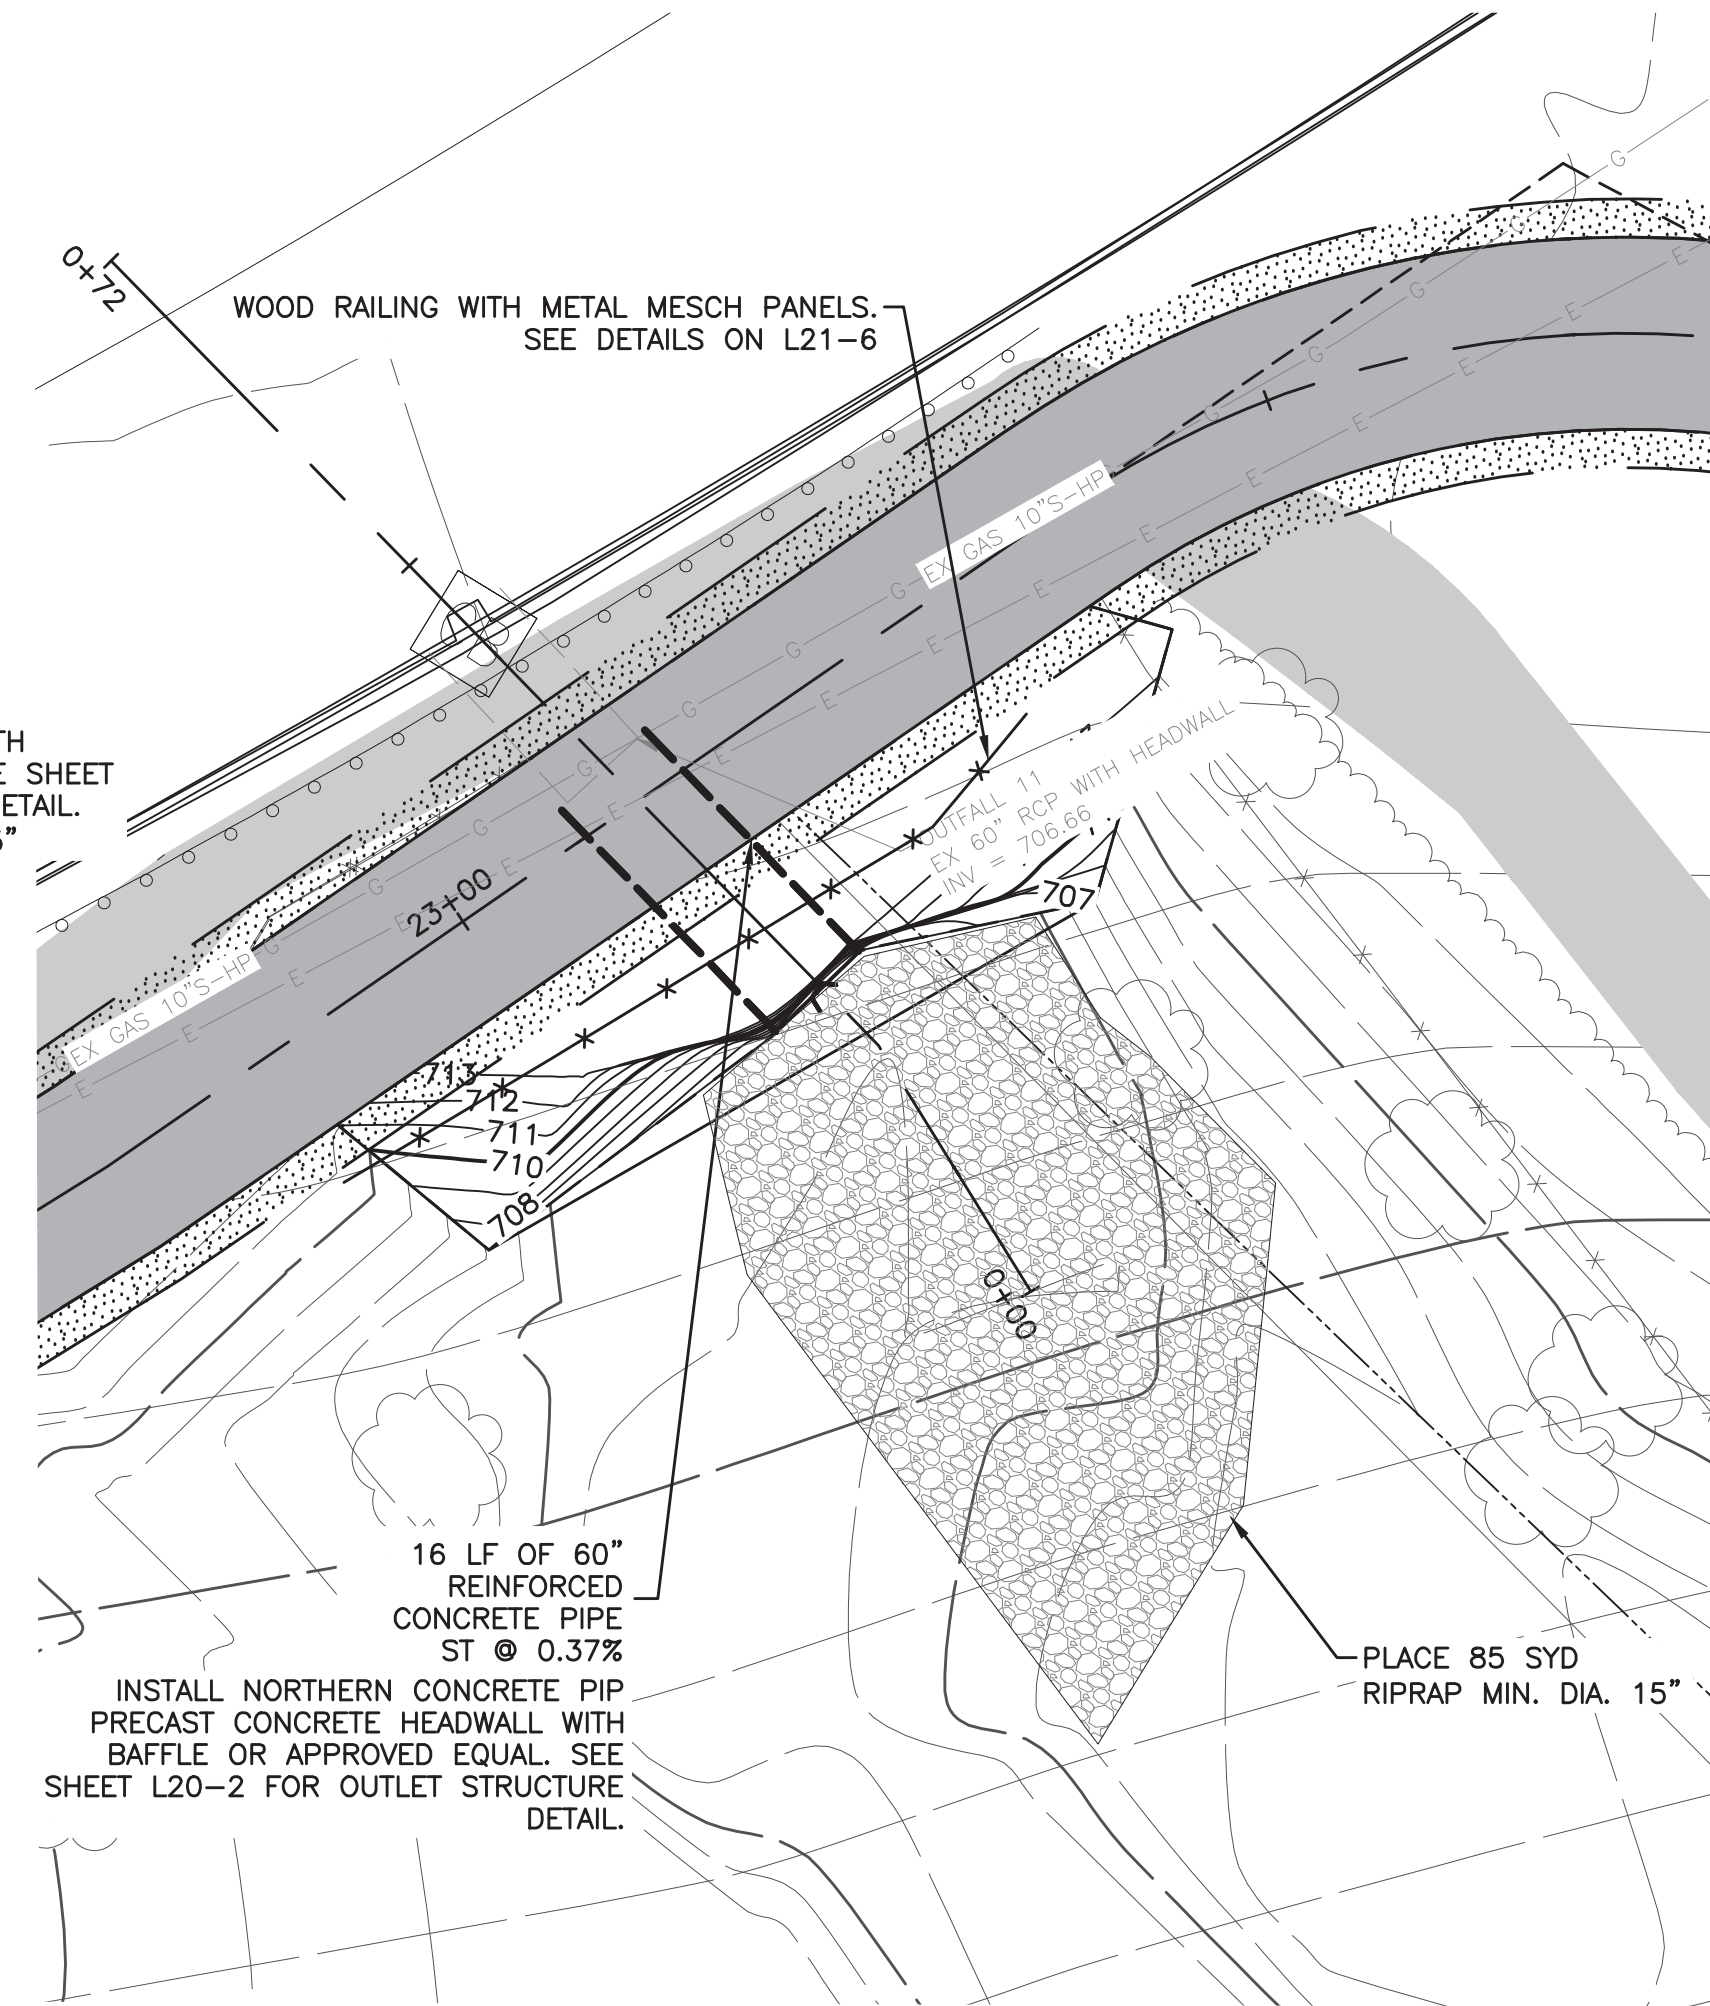 0+72
WOOD RAILING WITH METAL MESCH PANELS.
SEE DETAILS ON L21-6
G
G
E
G
E
G
E
G
E
EX GAS 10"S-HP
E
E
G
E
E
G
E
G
E
G
E
G
E
TH
E SHEET
ETAIL.
OUTFALL 11
EX 60" RCP WITH HEADWALL
INV = 706.66
23+00
G
E
G
E
EX GAS 10"S-HP
G
E
E
707
713
712
711
710
708
0+00
16 LF OF 60"
REINFORCED
CONCRETE PIPE
ST @ 0.37%
INSTALL NORTHERN CONCRETE PIP
PRECAST CONCRETE HEADWALL WITH
BAFFLE OR APPROVED EQUAL. SEE
SHEET L20-2 FOR OUTLET STRUCTURE
DETAIL.
PLACE 85 SYD
RIPRAP MIN. DIA. 15"